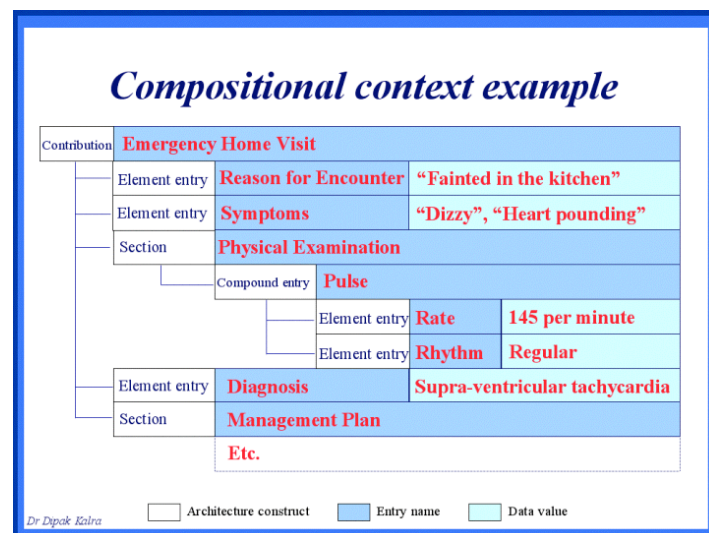 Compositional context example
Contribution Emergency Home Visit
Element entry Reason for Encounter “Fainted in the kitchen”
Element entry Symptoms “Dizzy”, “Heart pounding”
Section Physical Examination
Compound entry Pulse
Element entry Rate 145 per minute
Element entry Rhythm Regular
Element entry Diagnosis Supra-ventricular tachycardia
Section Management Plan
Etc.
Architecture construct Entry name Data value
Dr Dipak Kalra